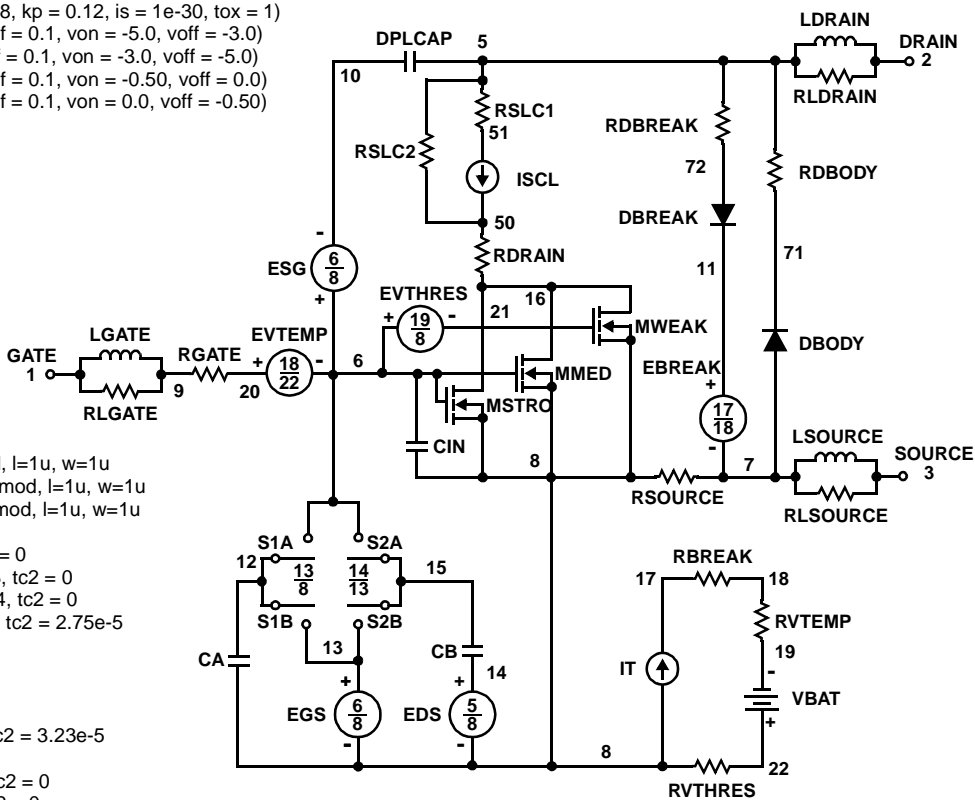 8, kp = 0.12, is = 1e-30, tox = 1)
ff = 0.1, von = -5.0, voff = -3.0)
f = 0.1, von = -3.0, voff = -5.0)
ff = 0.1, von = -0.50, voff = 0.0)
ff = 0.1, von = 0.0, voff = -0.50)
DPLCAP
5
10
LDRAIN
DRAIN
2
RLDRAIN
RSLC1
51
RSLC2
ISCL
50
RDRAIN
RDBREAK
72
RDBODY
DBREAK
11
71
ESG
-
6
8
+
EVTHRES
+
19
8
-
16
21
MWEAK
LGATE
GATE
1
RLGATE
9
RGATE
20
EVTEMP
+
18
22
-
6
MMED
MSTRO
EBREAK
+
17
18
-
DBODY
CIN
8
RSOURCE
7
LSOURCE
SOURCE
3
RLSOURCE
, l=1u, w=1u
mod, l=1u, w=1u
mod, l=1u, w=1u
= 0
, tc2 = 0
4, tc2 = 0
tc2 = 2.75e-5
c2 = 3.23e-5
c2 = 0
S1A
S2A
12
13
8
14
13
15
S1B
S2B
13
CA
CB
14
EGS
+
6
8
-
EDS
+
5
8
-
8
RBREAK
17
18
RVTEMP
19
IT
-
VBAT
+
22
RVTHRES